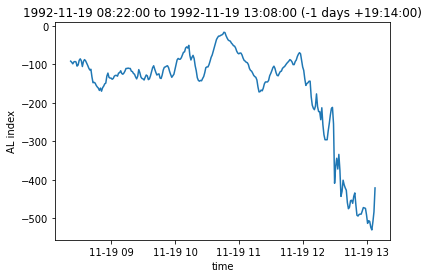 1992-11-19 08:22:00 to 1992-11-19 13:08:00 (-1 days +19:14:00)
0
−100
−200
−300
−400
−500
AL index
11-19 09 11-19 10 11-19 11 11-19 12 11-19 13
time